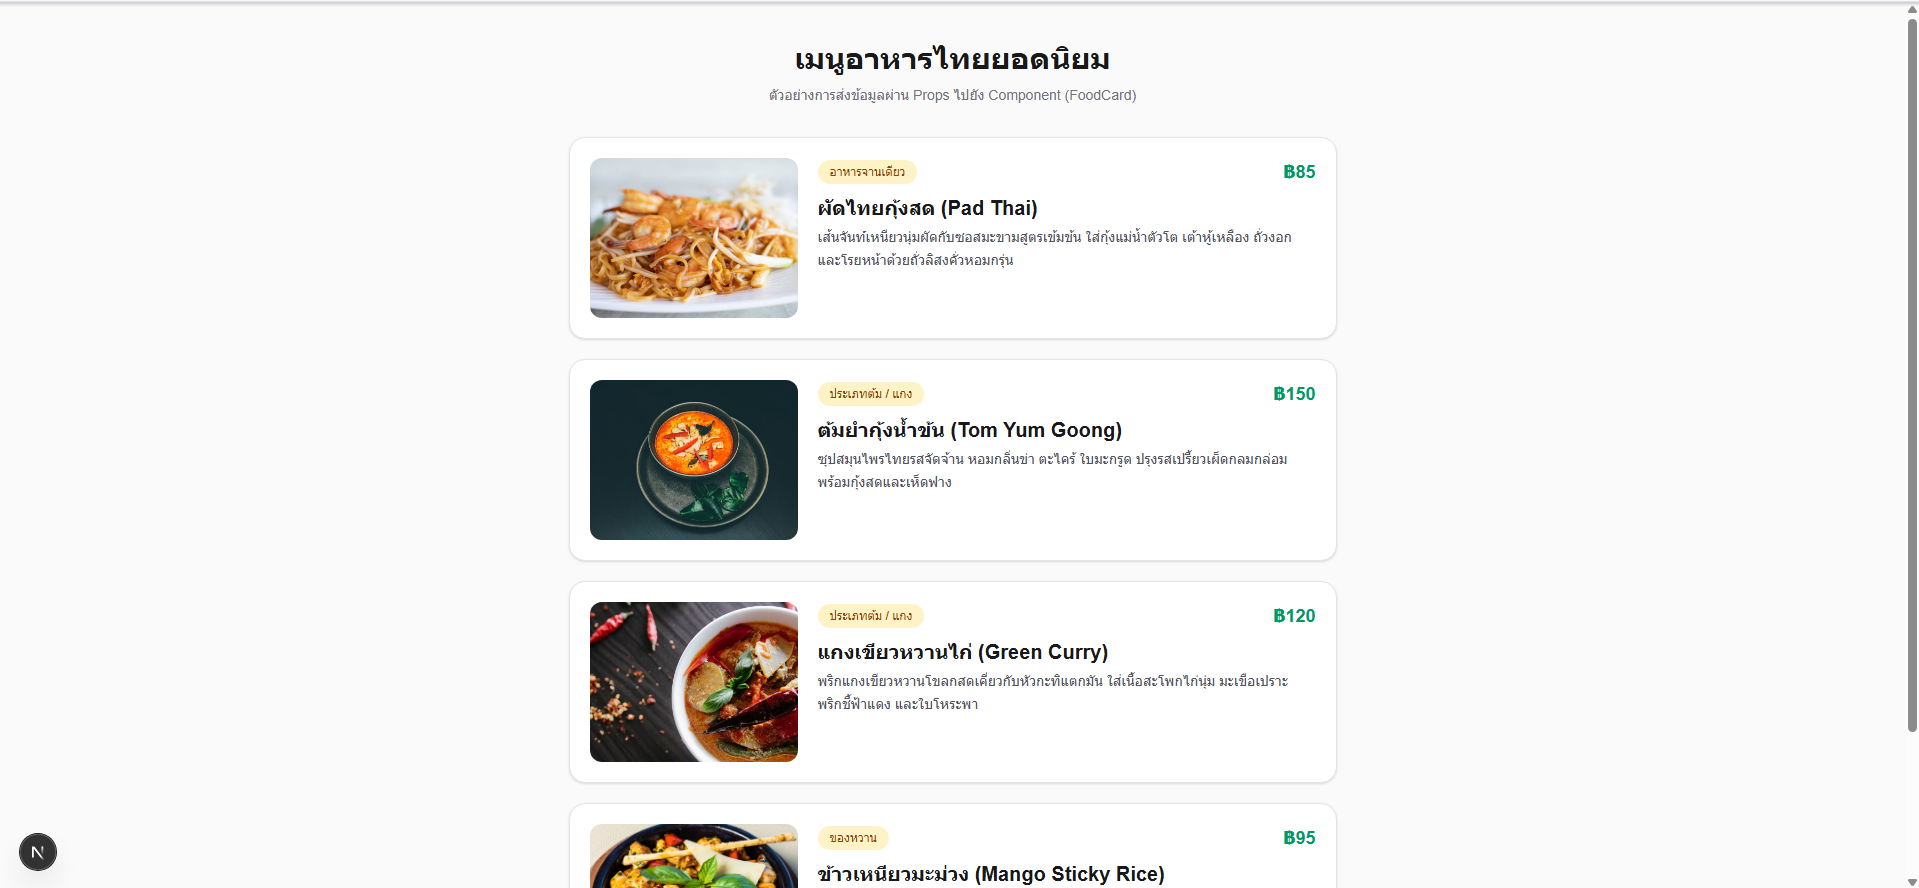 เมนูอาหารไทยยอดนิยม
ตัวอย่างการส่งข้อมูลผ่าน Props ไปยัง Component (FoodCard)
อาหารจานเดียว
฿85
ผัดไทยกุ้งสด (Pad Thai)
เส้นจันท์เหนียวนุ่มผัดกับซอสมะขามสูตรเข้มข้น ใส่กุ้งแม่น้ำตัวโต เต้าหู้เหลือง ถั่วงอก
และโรยหน้าด้วยถั่วลิสงคั่วหอมกรุ่น
ประเภทต้ม / แกง
฿150
ต้มยำกุ้งน้ำข้น (Tom Yum Goong)
ซุปสมุนไพรไทยรสจัดจ้าน หอมกลิ่นข่า ตะไคร้ ใบมะกรูด ปรุงรสเปรี้ยวเผ็ดกลมกล่อม
พร้อมกุ้งสดและเห็ดฟาง
ประเภทต้ม / แกง
฿120
แกงเขียวหวานไก่ (Green Curry)
พริกแกงเขียวหวานโขลกสดเคี่ยวกับหัวกะทิแตกมัน ใส่เนื้อสะโพกไก่นุ่ม มะเขือเปราะ
พริกชี้ฟ้าแดง และใบโหระพา
ของหวาน
฿95
ข้าวเหนียวมะม่วง (Mango Sticky Rice)
N